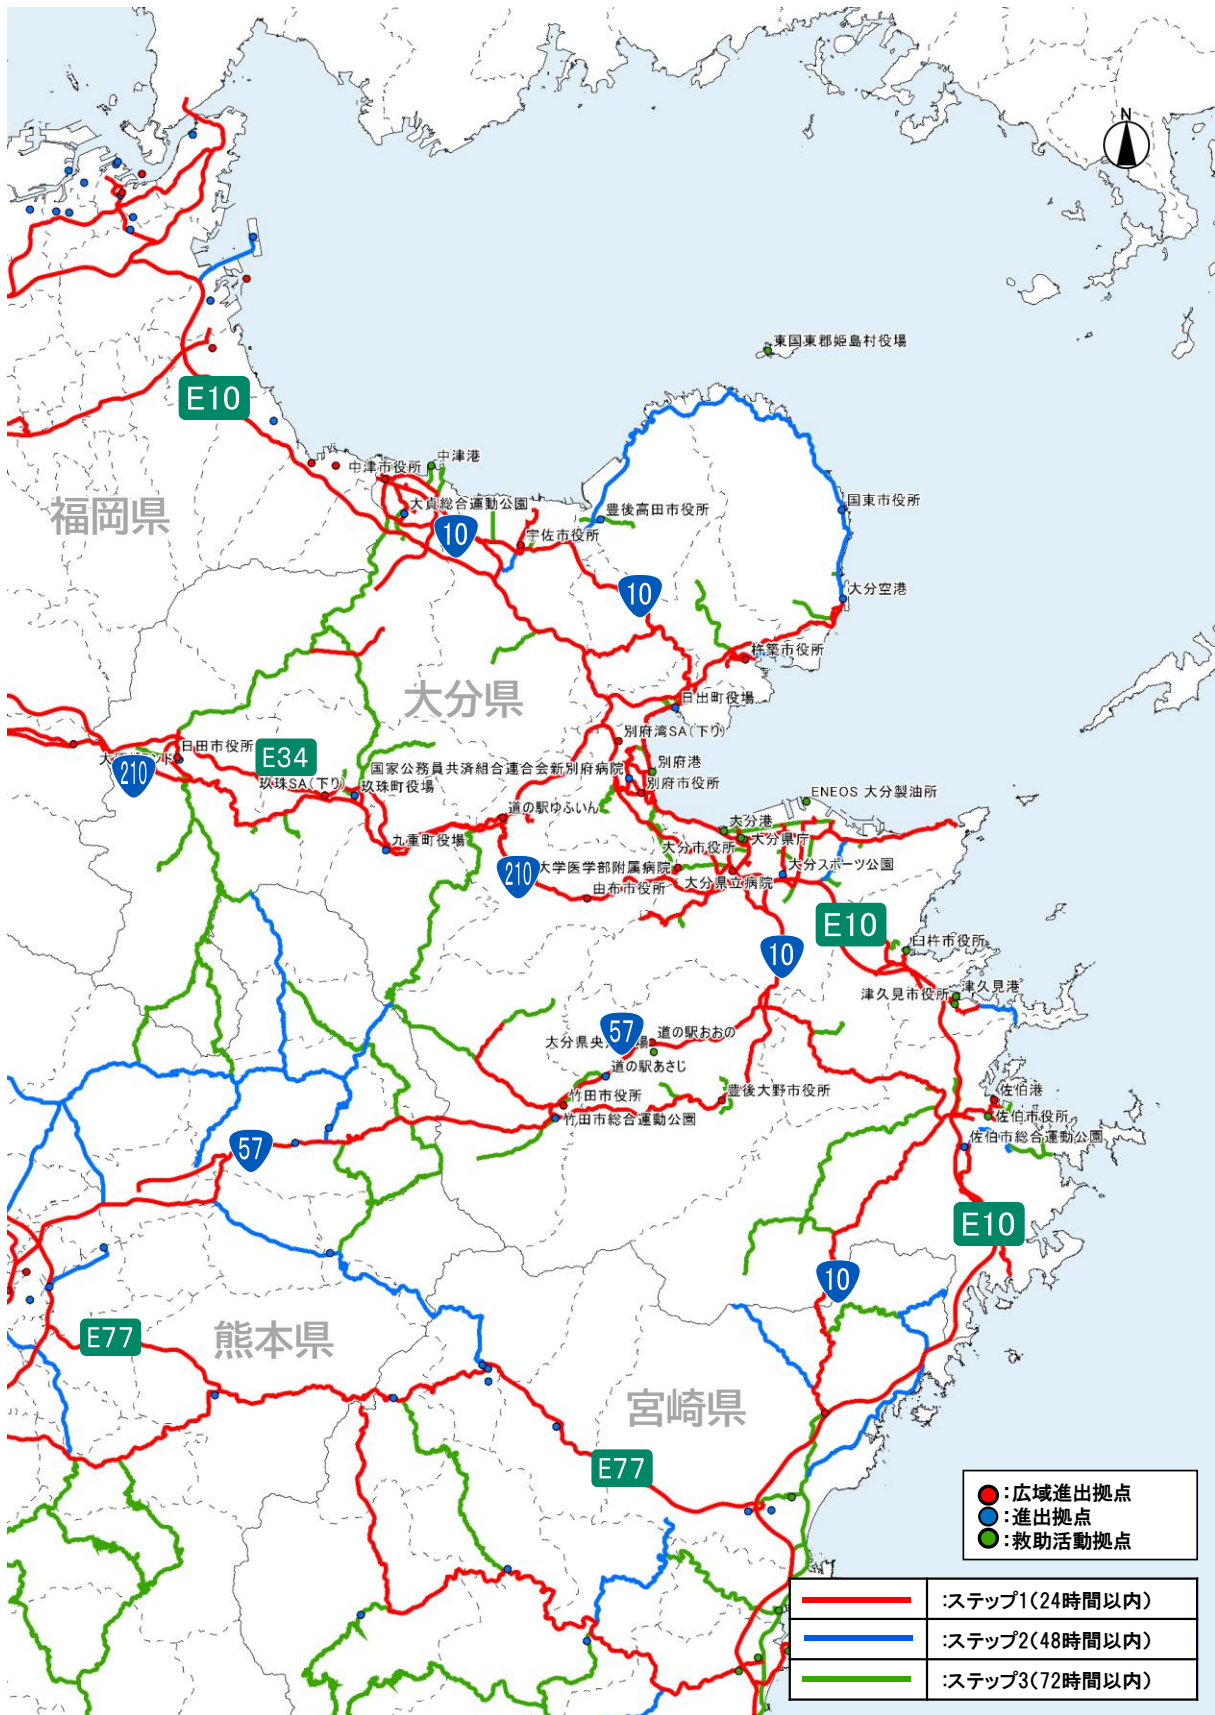 N
東国東郡姫島村役場
E10
中津港
中津市役所
福岡県
大貞総合運動公園
国東市役所
豊後高田市役所
10
宇佐市役所
10
大分空港
杵築市役所
大分県
日出町役場
別府湾SA(下り)
日田市役所
E34
別府港
210
国家公務員共済組合連合会新別府病院
玖珠SA(下り)
玖珠町役場
別府市役所
ENEOS 大分製油所
道の駅ゆふいん
大分港
九重町役場
大分県庁
大分市役所
大分スポーツ公園
210
大学医学部附属病院
大分県立病院
由布市役所
E10
臼杵市役所
10
津久見港
津久見市役所
57
道の駅おおの
大分県央
場
道の駅あさじ
竹田市役所
豊後大野市役所
佐伯港
竹田市総合運動公園
佐伯市役所
佐伯市総合運動公園
57
E10
10
E77
熊本県
宮崎県
E77
:広域進出拠点
:進出拠点
:救助活動拠点
:ステップ1(24時間以内)
:ステップ2(48時間以内)
:ステップ3(72時間以内)